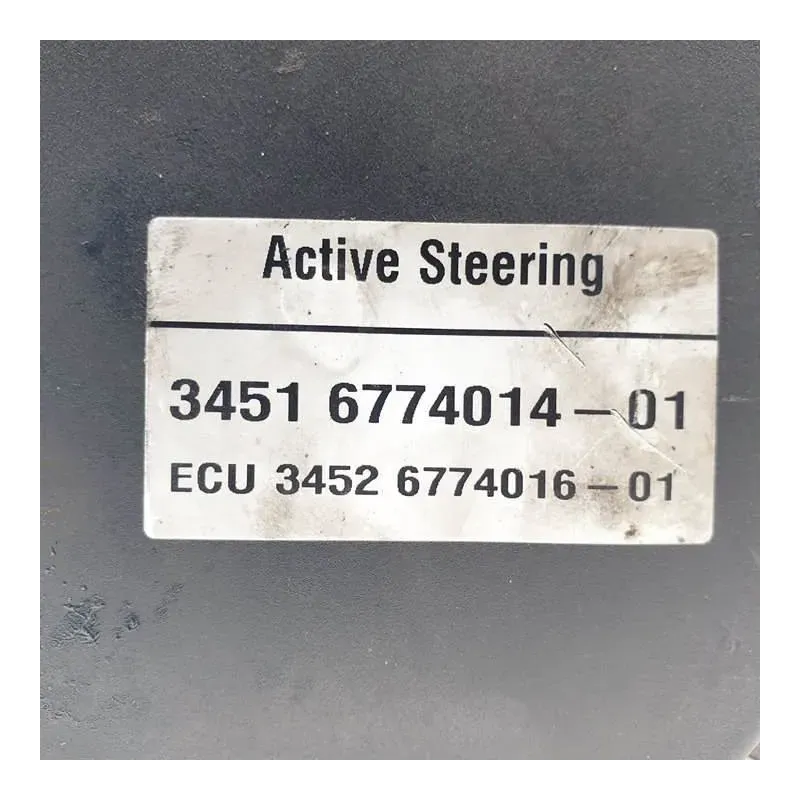 Active Steering
3451 6774014-01
ECU 3452 6774016-01